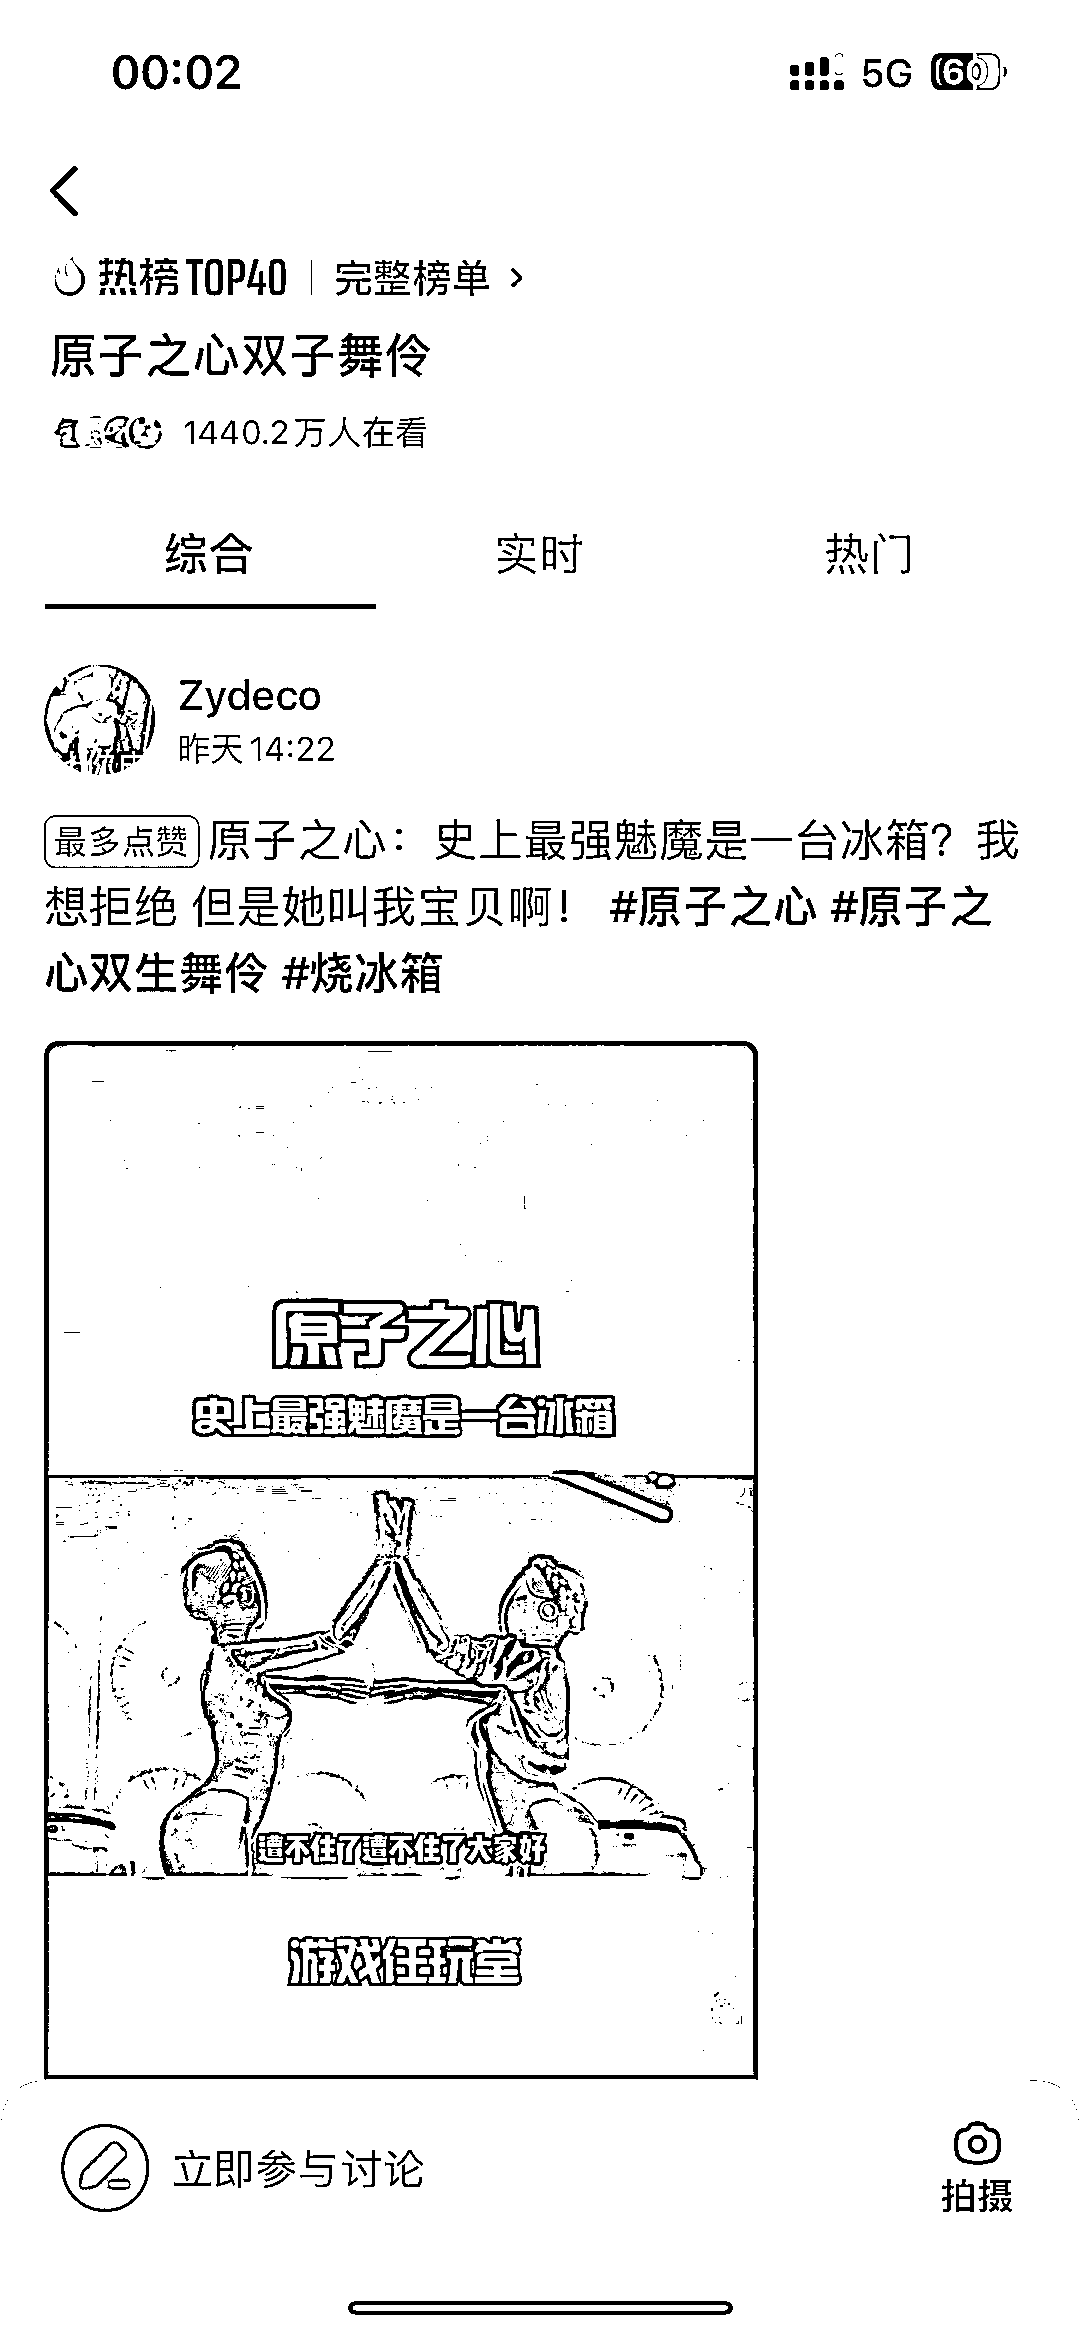 00:02 5G 60
热榜TOP40 | 完整榜单 >
原子之心双子舞伶
1440.2万人在看
综合 实时 热门
Zydeco
昨天14:22
最多点赞 原子之心：史上最强魅魔是一台冰箱？我
想拒绝 但是她叫我宝贝啊！ #原子之心 #原子之
心双生舞伶 #烧冰箱
原子之心
史上最强魅魔是一台冰箱
遭不住了遭不住了大家好
游戏任玩堂
立即参与讨论
拍摄